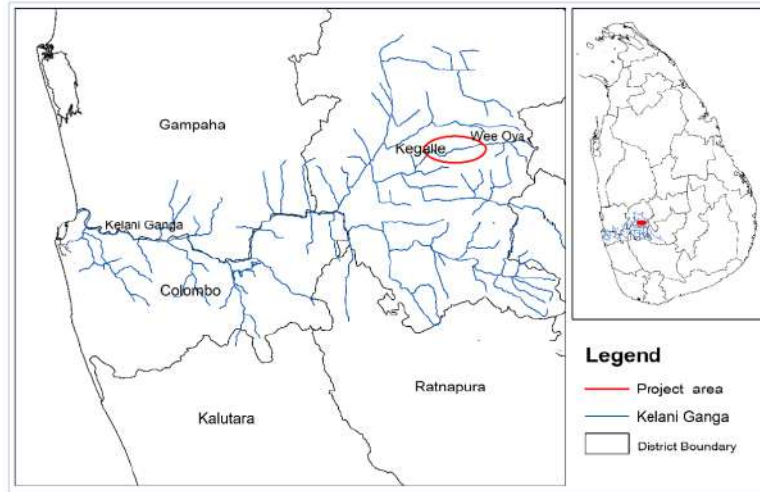 Gampaha
Wee Oya
Kegalle
Kelani Ganga
Colombo
Ratnapura
Kalutara
Legend
Project area
Kelani Ganga
District Boundary